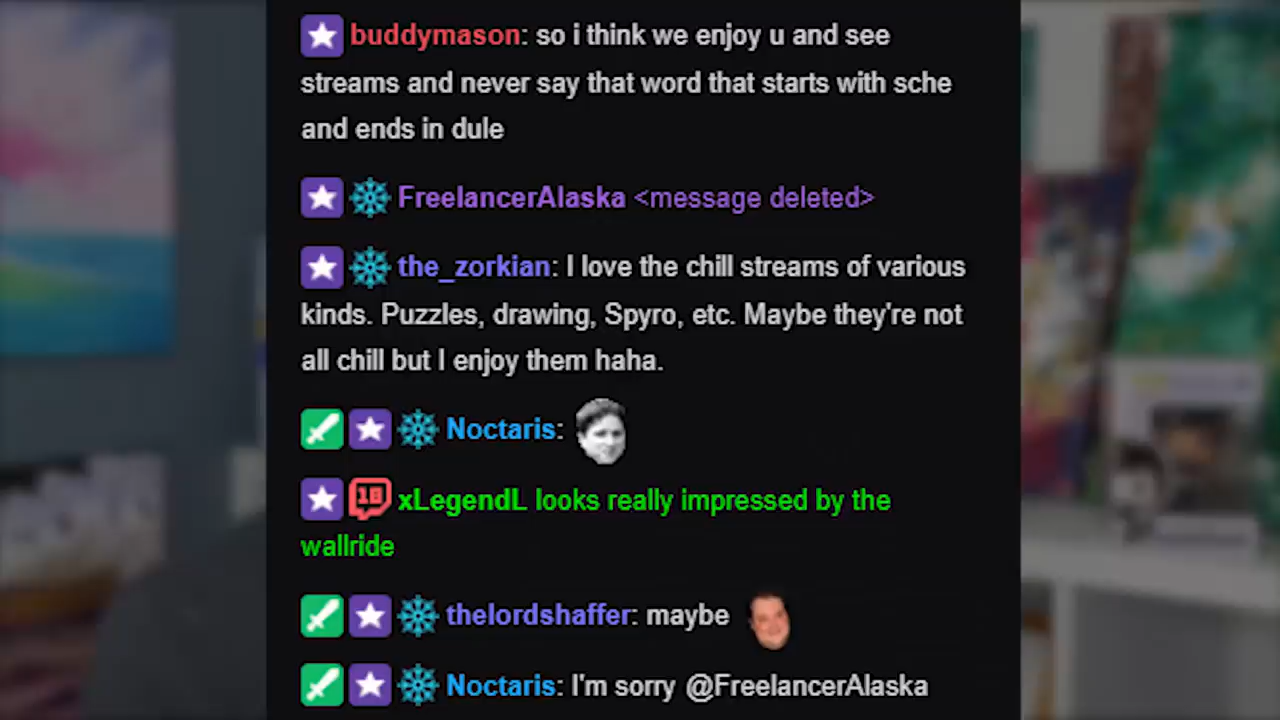 buddymason: so i think we enjoy u and see
streams and never say that word that starts with sche
and ends in dule
FreelancerAlaska <message deleted>
the_zorkian: I love the chill streams of various
kinds. Puzzles, drawing, Spyro, etc. Maybe they're not
all chill but I enjoy them haha.
Noctaris:
18 xLegendL looks really impressed by the
wallride
thelordshaffer: maybe
Noctaris: I'm sorry @FreelancerAlaska